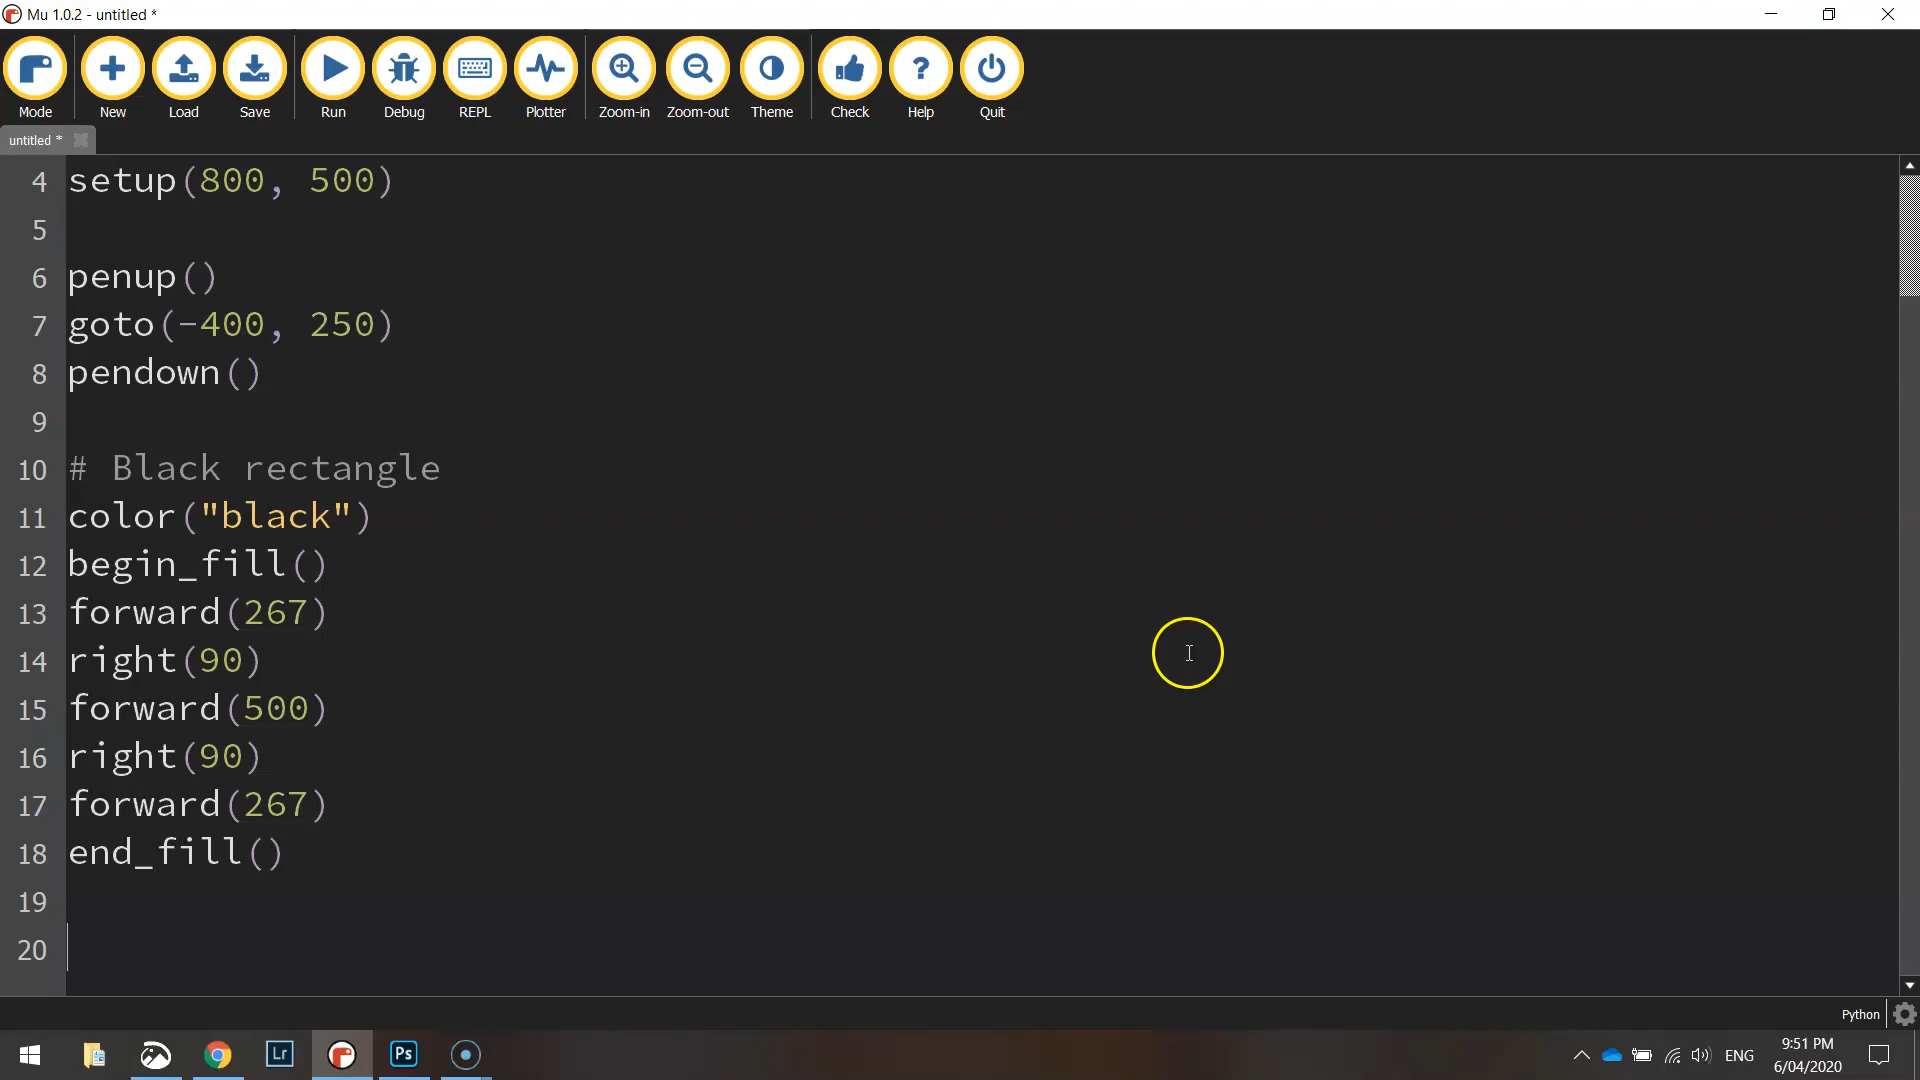 Mu 1.0.2 - untitled *
Mode New Load Save Run Debug REPL Plotter Zoom-in Zoom-out Theme Check Help Quit
untitled *
4 setup(800, 500)
5
6 penup()
7 goto(-400, 250)
8 pendown()
9
10 # Black rectangle
11 color("black")
12 begin_fill()
13 forward(267)
14 right(90)
15 forward(500)
16 right(90)
17 forward(267)
18 end_fill()
19
20
Python
Lr Ps ENG
9:51 PM
6/04/2020